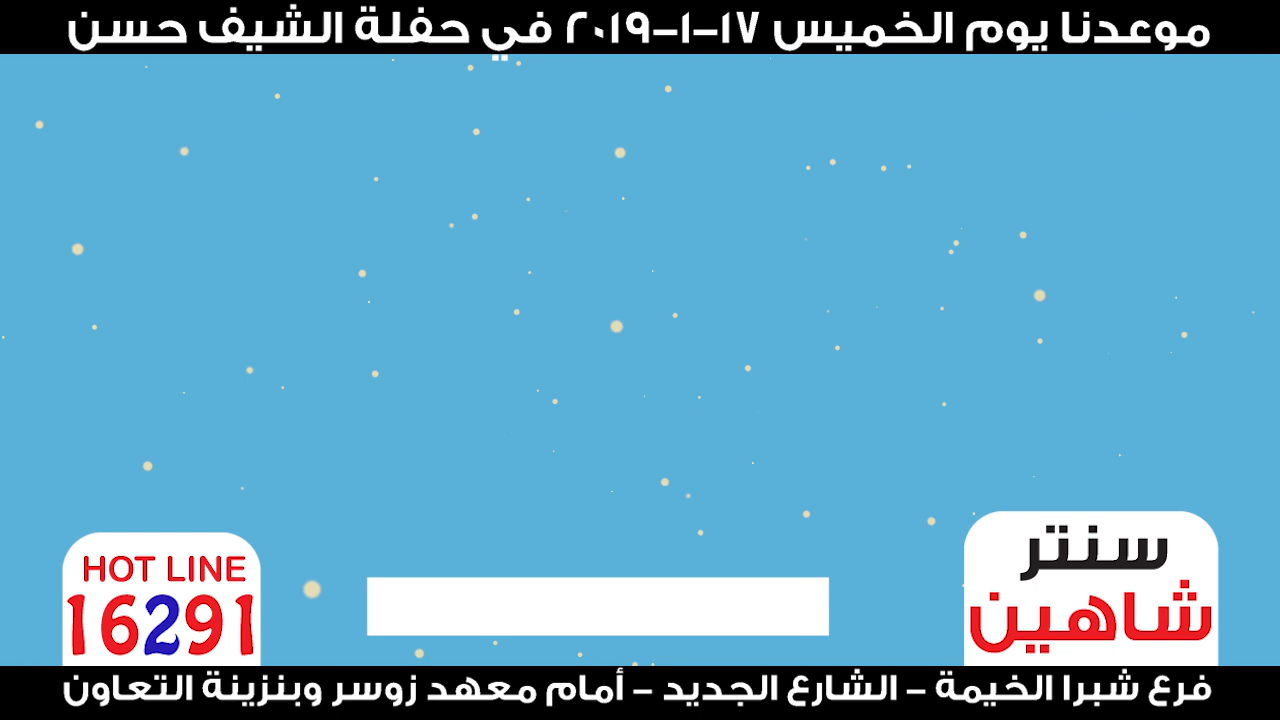 موعدنا يوم الخميس ١٧-١-٢٠١٩ في حفلة الشيف حسن
HOT LINE
16291
سنتر
شاهين
فرع شبرا الخيمة - الشارع الجديد - أمام معهد زوسر وبنزينة التعاون